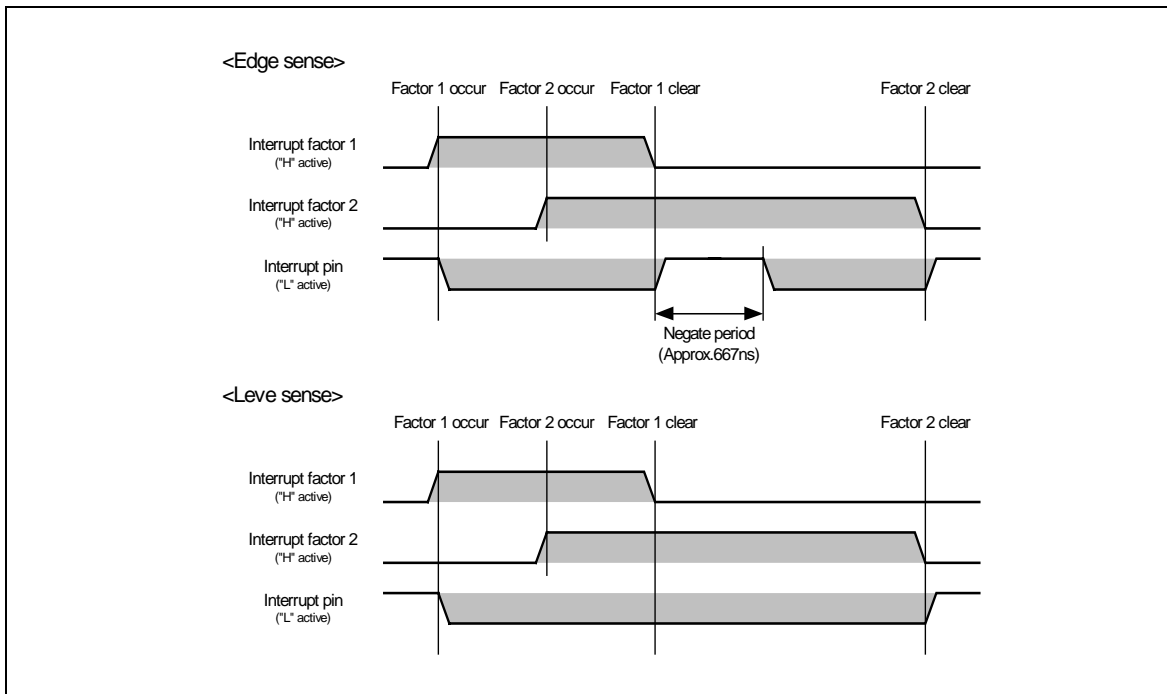 <Edge sense>
Factor 1 occur Factor 2 occur Factor 1 clear Factor 2 clear
Interrupt factor 1
("H" active)
Interrupt factor 2
("H" active)
Interrupt pin
("L" active)
Negate period
(Approx.667ns)
<Leve sense>
Factor 1 occur Factor 2 occur Factor 1 clear Factor 2 clear
Interrupt factor 1
("H" active)
Interrupt factor 2
("H" active)
Interrupt pin
("L" active)